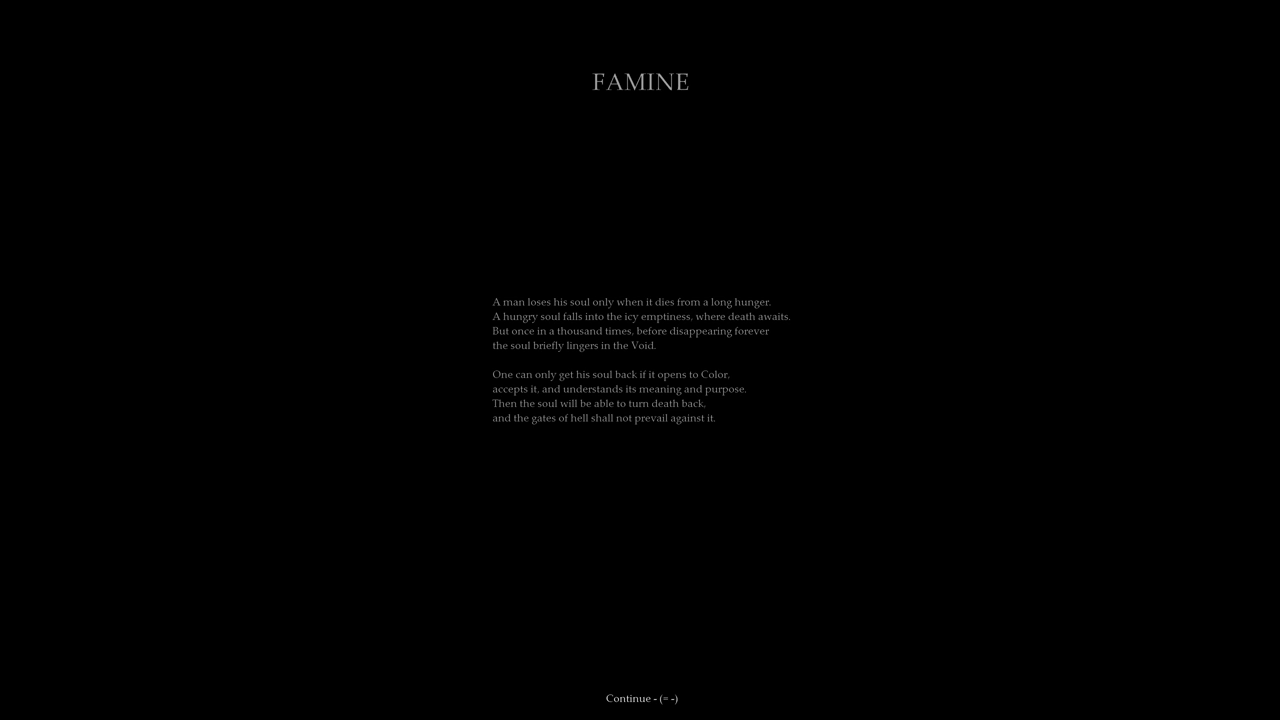 FAMINE
A man loses his soul only when it dies from a long hunger.
A hungry soul falls into the icy emptiness, where death awaits.
But once in a thousand times, before disappearing forever
the soul briefly lingers in the Void.
One can only get his soul back if it opens to Color,
accepts it, and understands its meaning and purpose.
Then the soul will be able to turn death back,
and the gates of hell shall not prevail against it.
Continue - (= -)